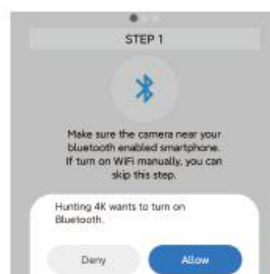 STEP 1
Make sure the camera near your
bluetooth enabled smartphone.
If turn on WiFi manually, you can
skip this step.
Hunting 4K wants to turn on
Bluetooth.
Deny
Allow